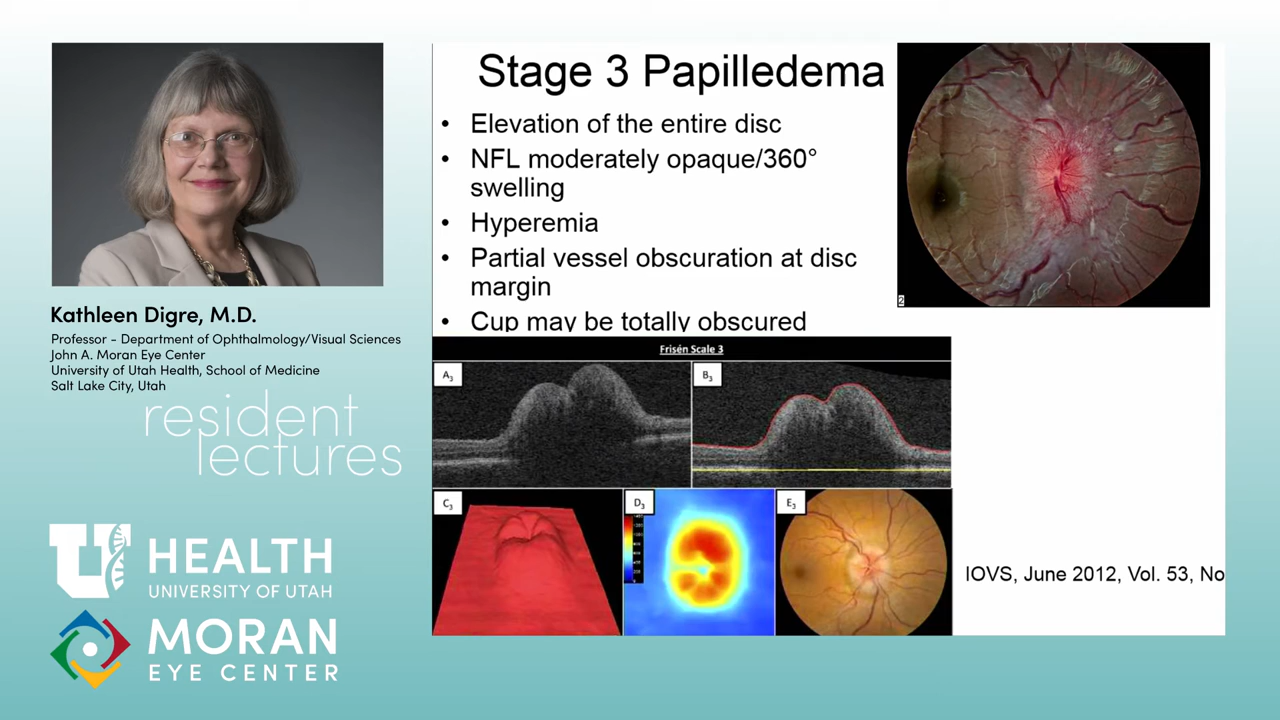 Stage 3 Papilledema
• Elevation of the entire disc
• NFL moderately opaque/360°
swelling
• Hyperemia
• Partial vessel obscuration at disc
margin
• Cup may be totally obscured
2
Kathleen Digre, M.D.
Professor - Department of Ophthalmology/Visual Sciences
John A. Moran Eye Center
University of Utah Health, School of Medicine
Salt Lake City, Utah
resident
lectures
U HEALTH
UNIVERSITY OF UTAH
MORAN
EYE CENTER
Frisén Scale 3
A3
B3
C3
D3
E3
IOVS, June 2012, Vol. 53, No